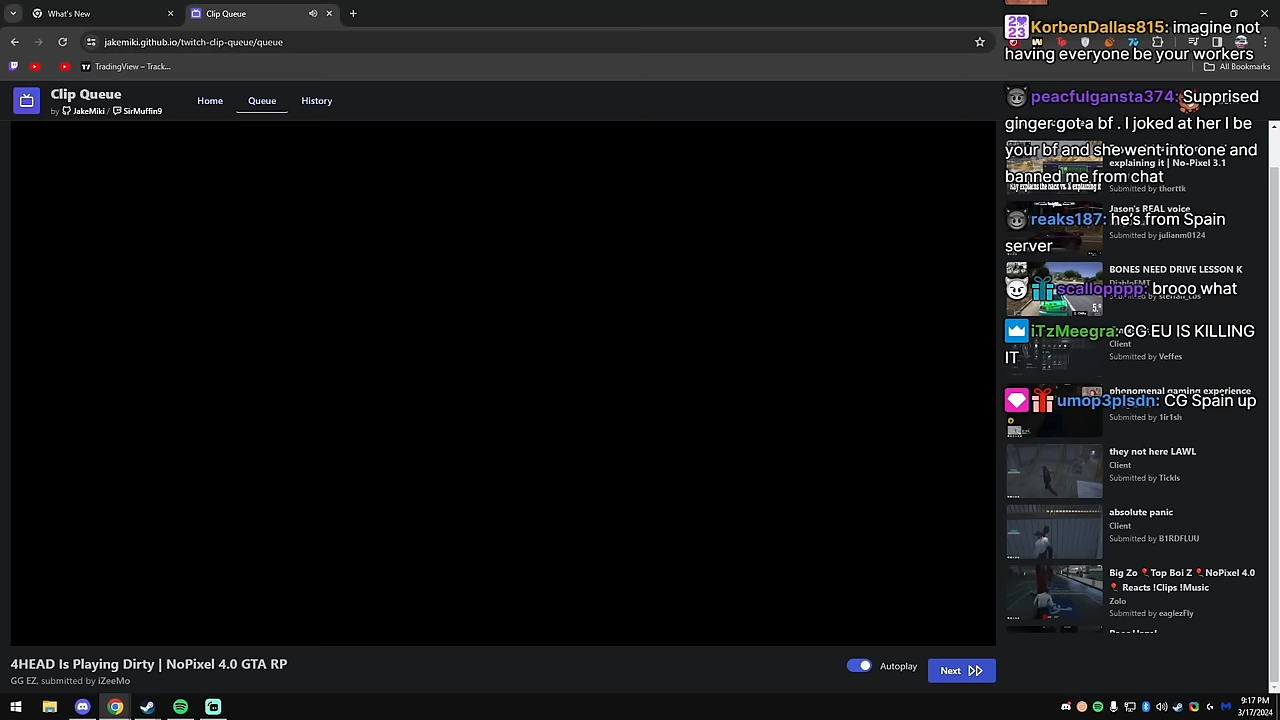 What's New
Clip Queue
jakemiki.github.io/twitch-clip-queue/queue
TradingView – Track...
All Bookmarks
Clip Queue
by JakeMiki / SirMuffin9
Home
Queue
History
KorbenDallas815: imagine not
having everyone be your workers
peacfulgansta374: Supprised
ginger got a bf . I joked at her I be
your bf and she went into one and
banned me from chat
reaks187: he's from Spain
server
scallopppp: brooo what
iTzMeegra: CG EU IS KILLING
IT
umop3plsdn: CG Spain up
explaining it | No-Pixel 3.1
Submitted by thorttk
Jason's REAL voice
Submitted by julianm0124
BONES NEED DRIVE LESSON K
Client
Submitted by Veffes
phonomenal gaming experience
Submitted by 1ir1sh
they not here LAWL
Client
Submitted by Tickls
absolute panic
Client
Submitted by B1RDFLUU
Big Zo 🎈Top Boi Z 🎈NoPixel 4.0
🎈 Reacts !Clips !Music
Zolo
Submitted by eaglezFly
4HEAD Is Playing Dirty | NoPixel 4.0 GTA RP
GG EZ, submitted by iZeeMo
Autoplay
Next
9:17 PM
3/17/2024